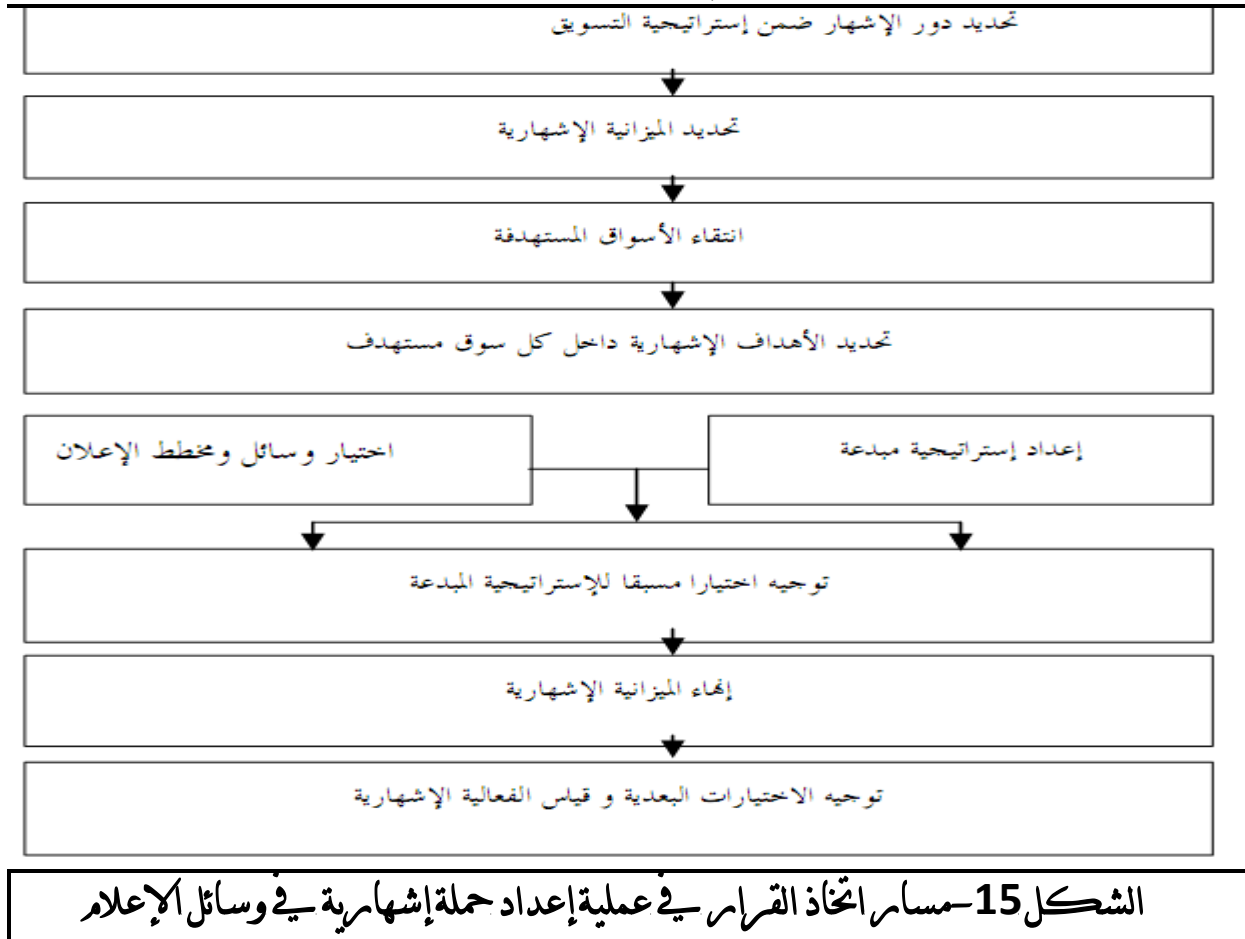 تحديد دور الإشهار ضمن إستراتيجية التسويق
تحديد الميزانية الإشهارية
انتقاء الأسواق المستهدفة
تحديد الأهداف الإشهارية داخل كل سوق مستهدف
إعداد إستراتيجية مبدعة
اختيار وسائل ومخطط الإعلان
توجيه اختيارا مسبقا للإستراتيجية المبدعة
إنهاء الميزانية الإشهارية
توجيه الاختيارات البعدية و قياس الفعالية الإشهارية
الشكل 15-مسار اتخاذ القرار في عملية إعداد حملة إشهارية في وسائل الإعلام